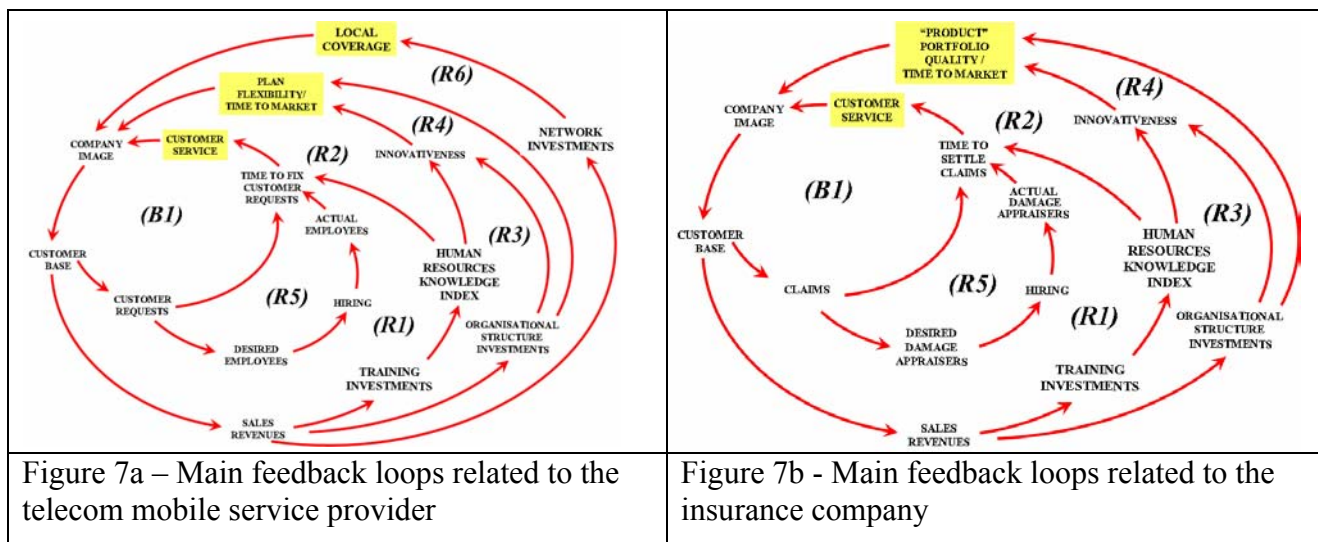 LOCAL
COVERAGE
(R6)
PLAN
FLEXIBILITY/
TIME TO MARKET
(R4)
NETWORK
INVESTMENTS
COMPANY
IMAGE
CUSTOMER
SERVICE
(R2)
INNOVATIVENESS
TIME TO FIX
CUSTOMER
REQUESTS
(B1)
ACTUAL
EMPLOYEES
(R3)
CUSTOMER
BASE
HUMAN
RESOURCES
KNOWLEDGE
INDEX
CUSTOMER
REQUESTS
(R5)
HIRING
(R1)
ORGANISATIONAL
STRUCTURE
INVESTMENTS
DESIRED
EMPLOYEES
TRAINING
INVESTMENTS
SALES
REVENUES
Figure 7a – Main feedback loops related to the
telecom mobile service provider
"PRODUCT"
PORTFOLIO
QUALITY /
TIME TO MARKET
(R4)
COMPANY
IMAGE
CUSTOMER
SERVICE
(R2)
INNOVATIVENESS
TIME TO
SETTLE
CLAIMS
(B1)
ACTUAL
DAMAGE
APPRAISERS
(R3)
CUSTOMER
BASE
HUMAN
RESOURCES
KNOWLEDGE
INDEX
CLAIMS
(R5)
HIRING
(R1)
ORGANISATIONAL
STRUCTURE
INVESTMENTS
DESIRED
DAMAGE
APPRAISERS
TRAINING
INVESTMENTS
SALES
REVENUES
Figure 7b - Main feedback loops related to the
insurance company